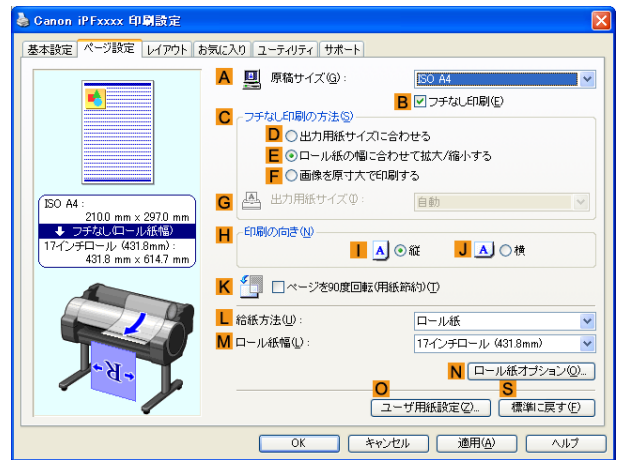 Canon iPFxxxx 印刷設定
基本設定 ページ設定 レイアウト お気に入り ユーティリティ サポート
A 原稿サイズ(G): ISO A4
B フチなし印刷(E)
C フチなし印刷の方法(S)
D 出力用紙サイズに合わせる
E ロール紙の幅に合わせて拡大/縮小する
F 画像を原寸大で印刷する
G 出力用紙サイズ(I): 自動
ISO A4 :
210.0 mm x 297.0 mm
フチなし(ロール紙幅)
17インチロール (431.8mm) :
431.8 mm x 614.7 mm
H 印刷の向き(N)
I A 縦 J A 横
K ページを90度回転(用紙節約)(T)
L 給紙方法(U): ロール紙
M ロール紙幅(L): 17インチロール (431.8mm)
R
N ロール紙オプション(O)...
O S
ユーザ用紙設定(Z)... 標準に戻す(F)
OK キャンセル 適用(A) ヘルプ